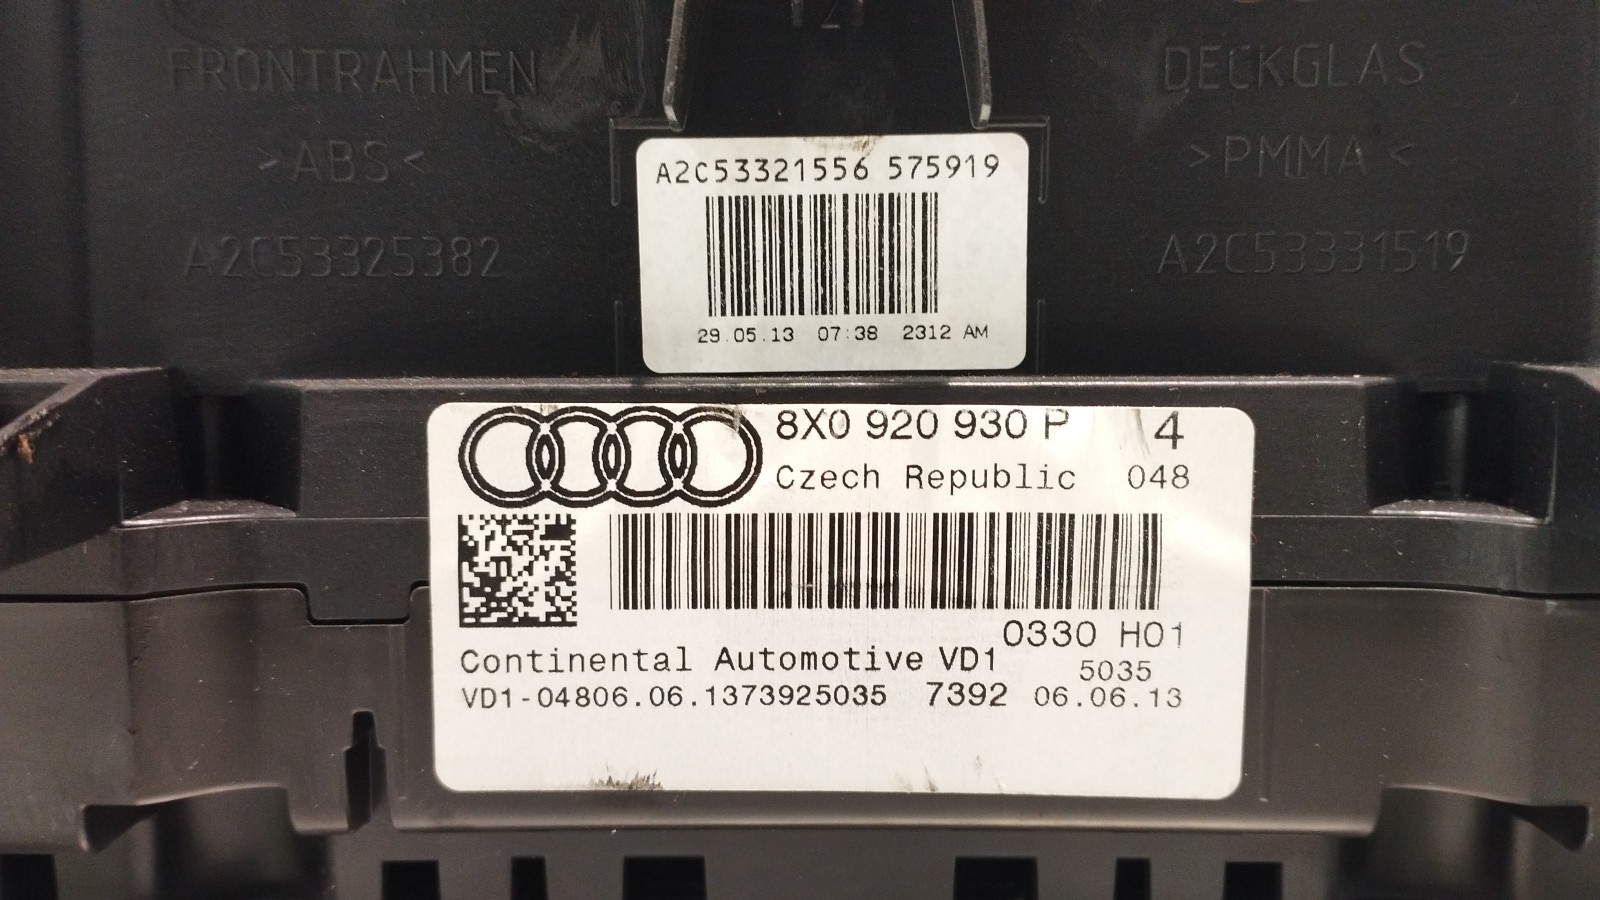 FRONTRAHMEN
>ABS<
A2C53325382
DECKGLAS
>PMMA<
A2C53331519
A2C53321556 575919
29.05.13 07:38 2312 AM
8X0 920 930 P 4
Czech Republic 048
0330 H01
Continental Automotive VD1 5035
VD1-04806.06.1373925035 7392 06.06.13